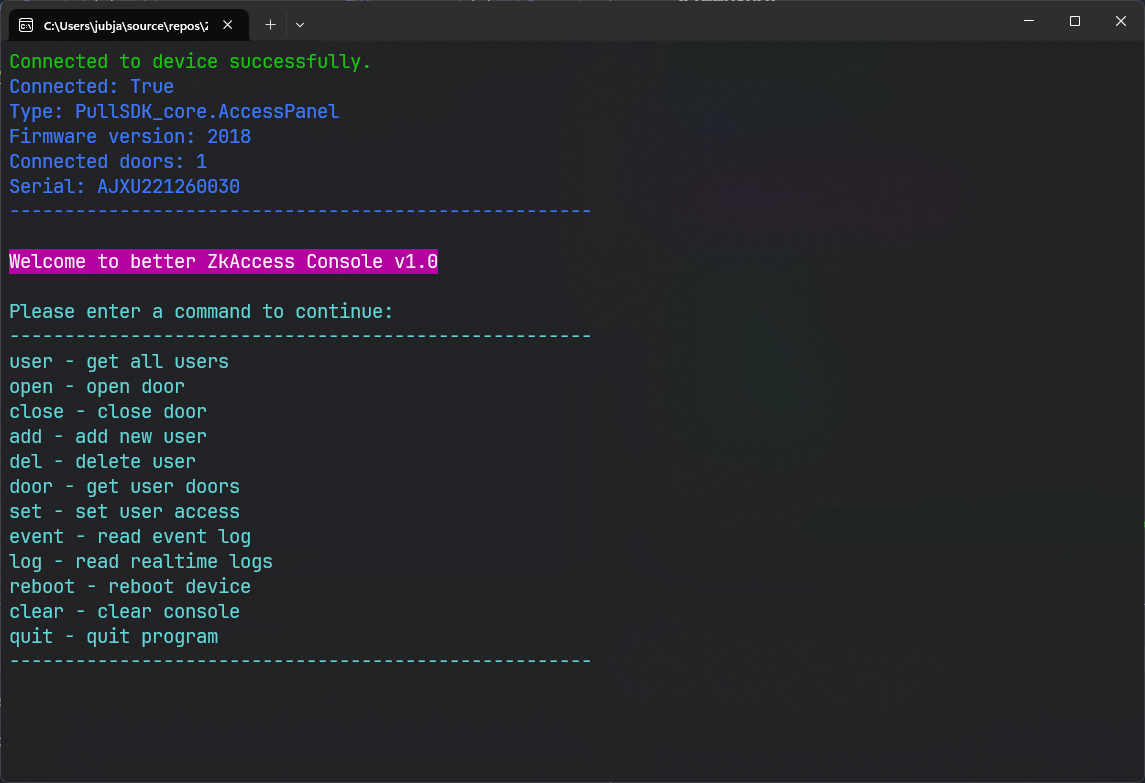 C:\Users\jubja\source\repos\Z
Connected to device successfully.
Connected: True
Type: PullSDK_core.AccessPanel
Firmware version: 2018
Connected doors: 1
Serial: AJXU221260030
-----------------------------------------------------
Welcome to better ZkAccess Console v1.0
Please enter a command to continue:
-----------------------------------------------------
user - get all users
open - open door
close - close door
add - add new user
del - delete user
door - get user doors
set - set user access
event - read event log
log - read realtime logs
reboot - reboot device
clear - clear console
quit - quit program
-----------------------------------------------------